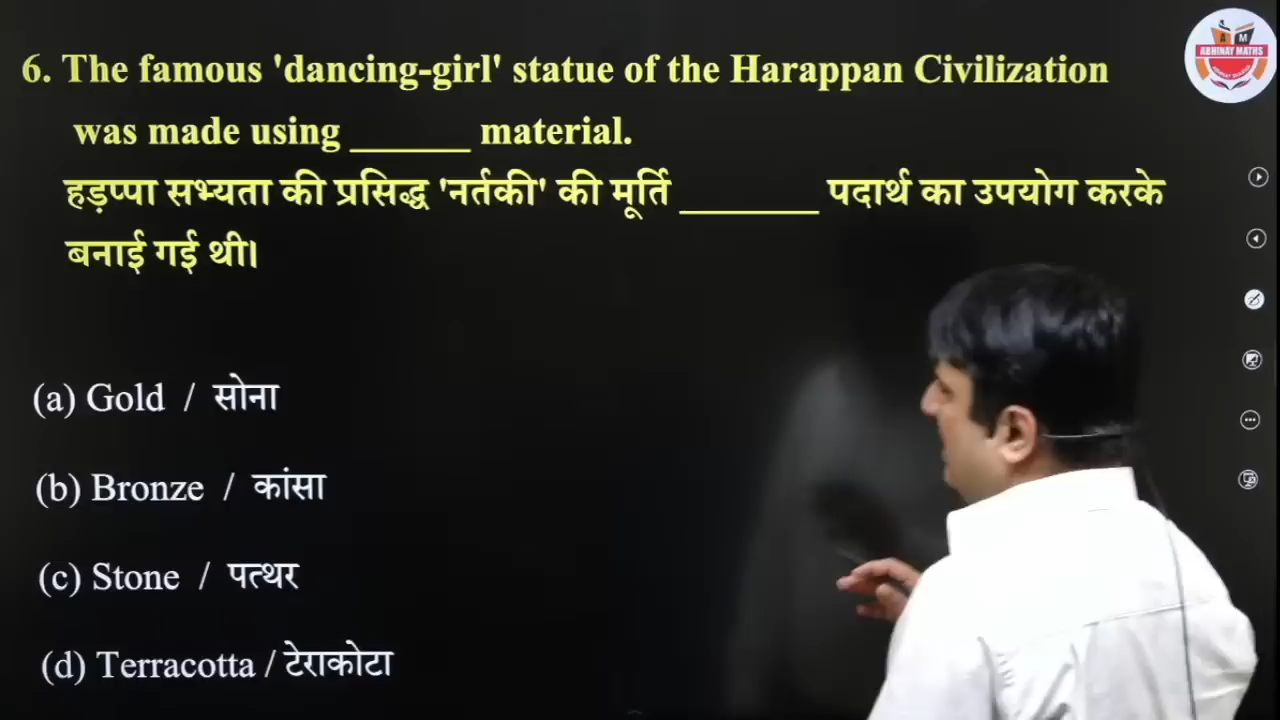 6. The famous 'dancing-girl' statue of the Harappan Civilization
was made using ______ material.
हड़प्पा सभ्यता की प्रसिद्ध 'नर्तकी' की मूर्ति _______ पदार्थ का उपयोग करके
बनाई गई थी।
(a) Gold / सोना
(b) Bronze / कांसा
(c) Stone / पत्थर
(d) Terracotta / टेराकोटा
A M
ABHINAY MATHS